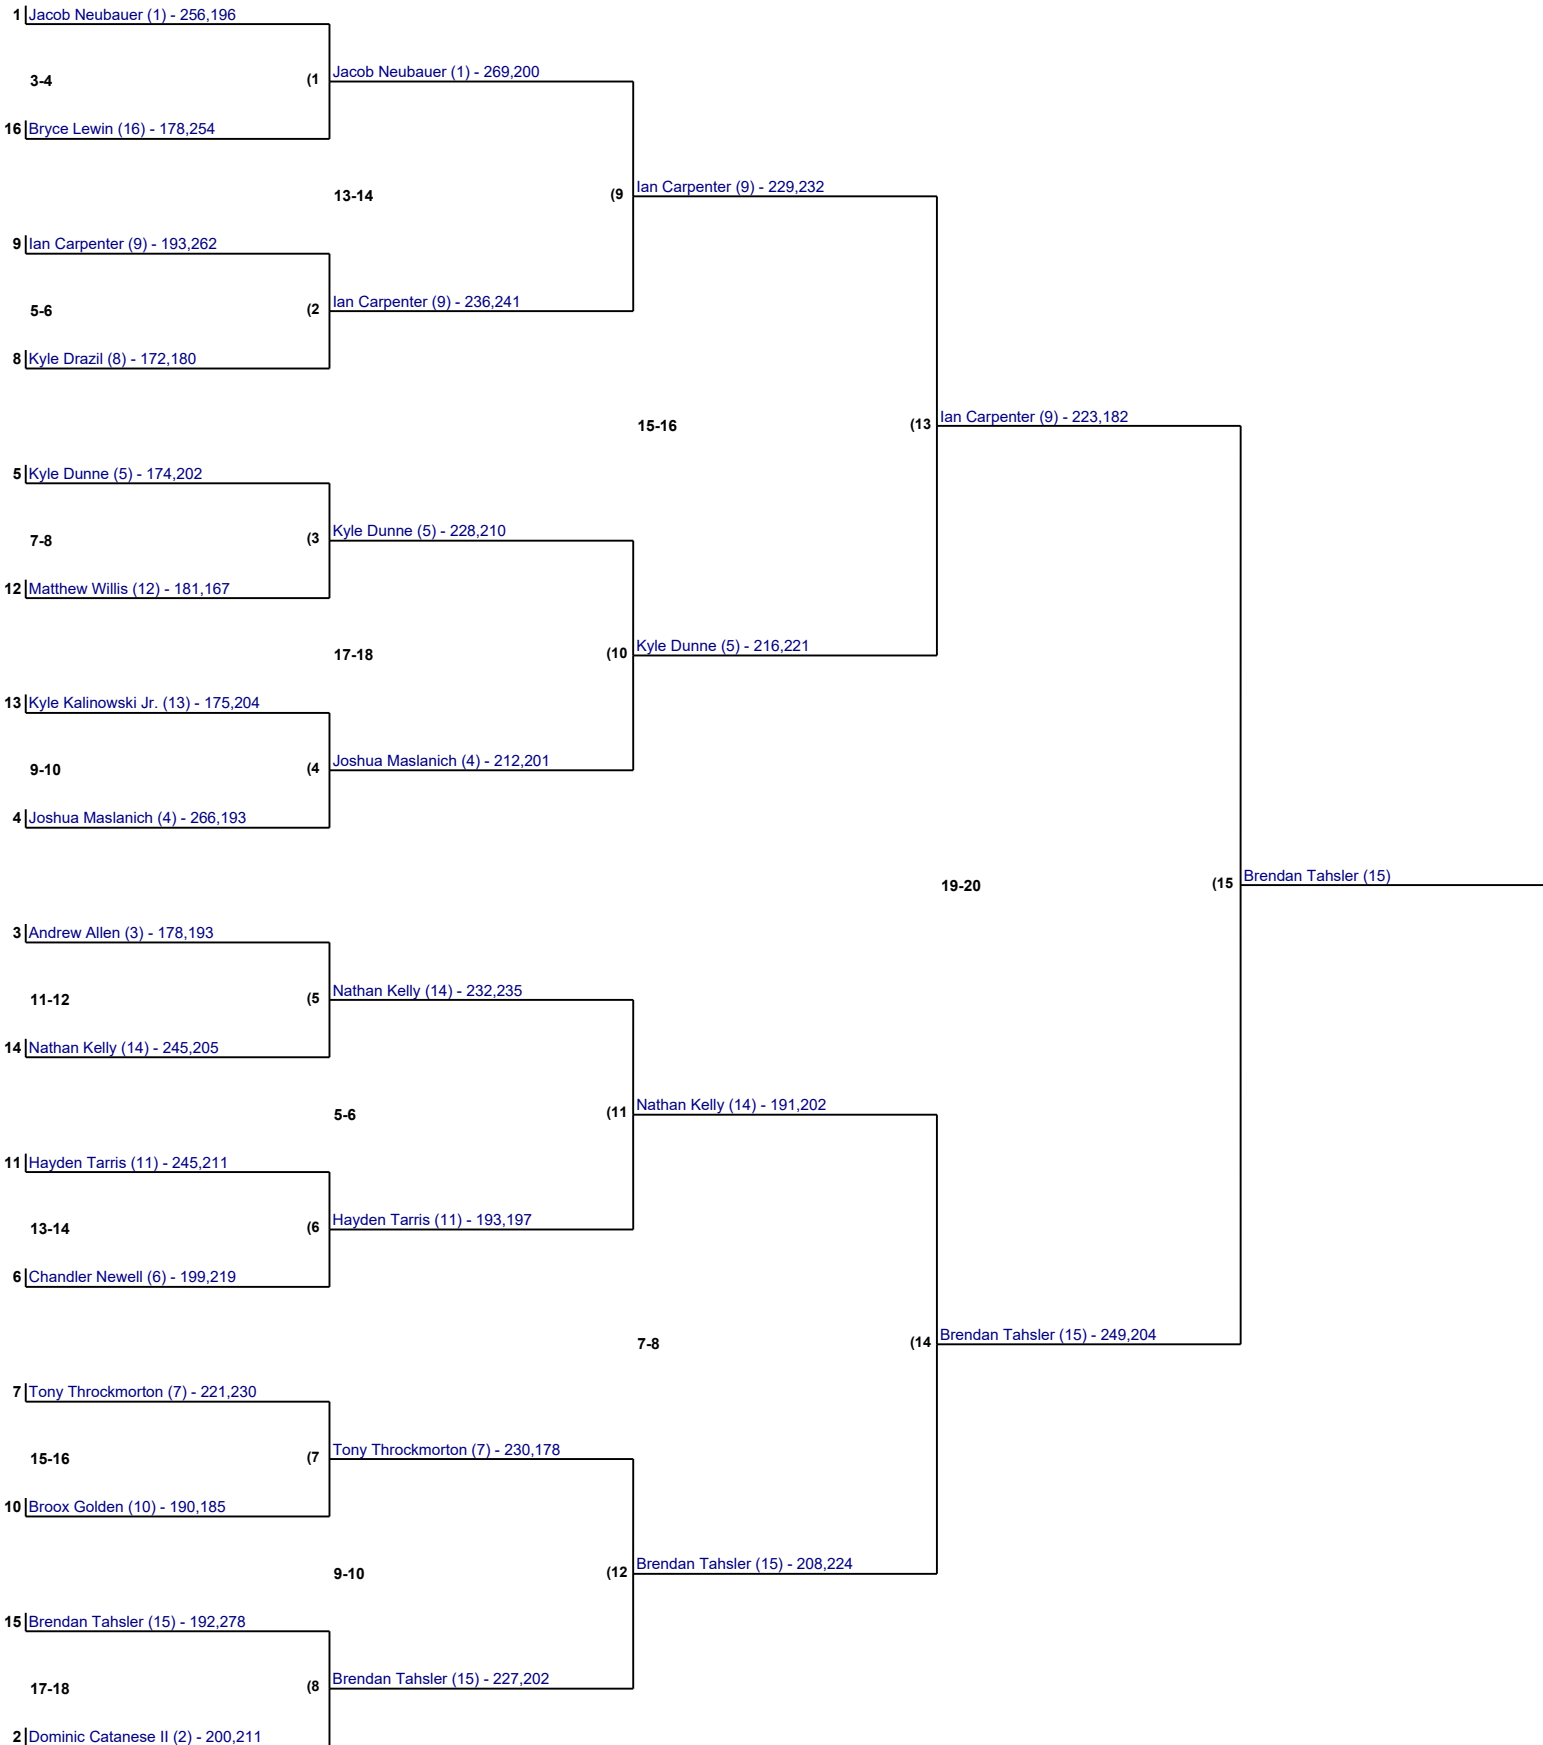 1 Jacob Neubauer (1) - 256,196
3-4 (1 Jacob Neubauer (1) - 269,200
16 Bryce Lewin (16) - 178,254
13-14 (9 Ian Carpenter (9) - 229,232
9 Ian Carpenter (9) - 193,262
5-6 (2 Ian Carpenter (9) - 236,241
8 Kyle Drazil (8) - 172,180
15-16 (13 Ian Carpenter (9) - 223,182
5 Kyle Dunne (5) - 174,202
7-8 (3 Kyle Dunne (5) - 228,210
12 Matthew Willis (12) - 181,167
17-18 (10 Kyle Dunne (5) - 216,221
13 Kyle Kalinowski Jr. (13) - 175,204
9-10 (4 Joshua Maslanich (4) - 212,201
4 Joshua Maslanich (4) - 266,193
19-20 (15 Brendan Tahsler (15)
3 Andrew Allen (3) - 178,193
11-12 (5 Nathan Kelly (14) - 232,235
14 Nathan Kelly (14) - 245,205
5-6 (11 Nathan Kelly (14) - 191,202
11 Hayden Tarris (11) - 245,211
13-14 (6 Hayden Tarris (11) - 193,197
6 Chandler Newell (6) - 199,219
7-8 (14 Brendan Tahsler (15) - 249,204
7 Tony Throckmorton (7) - 221,230
15-16 (7 Tony Throckmorton (7) - 230,178
10 Broox Golden (10) - 190,185
9-10 (12 Brendan Tahsler (15) - 208,224
15 Brendan Tahsler (15) - 192,278
17-18 (8 Brendan Tahsler (15) - 227,202
2 Dominic Catanese II (2) - 200,211